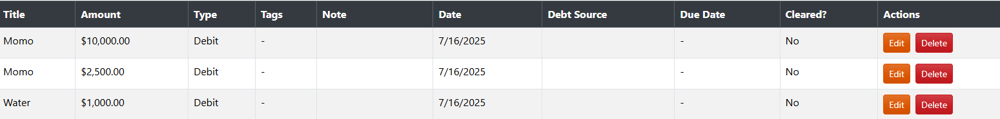 Title Amount Type Tags Note Date Debt Source Due Date Cleared? Actions
Momo $10,000.00 Debit - 7/16/2025 - No Edit Delete
Momo $2,500.00 Debit - 7/16/2025 - No Edit Delete
Water $1,000.00 Debit - 7/16/2025 - No Edit Delete